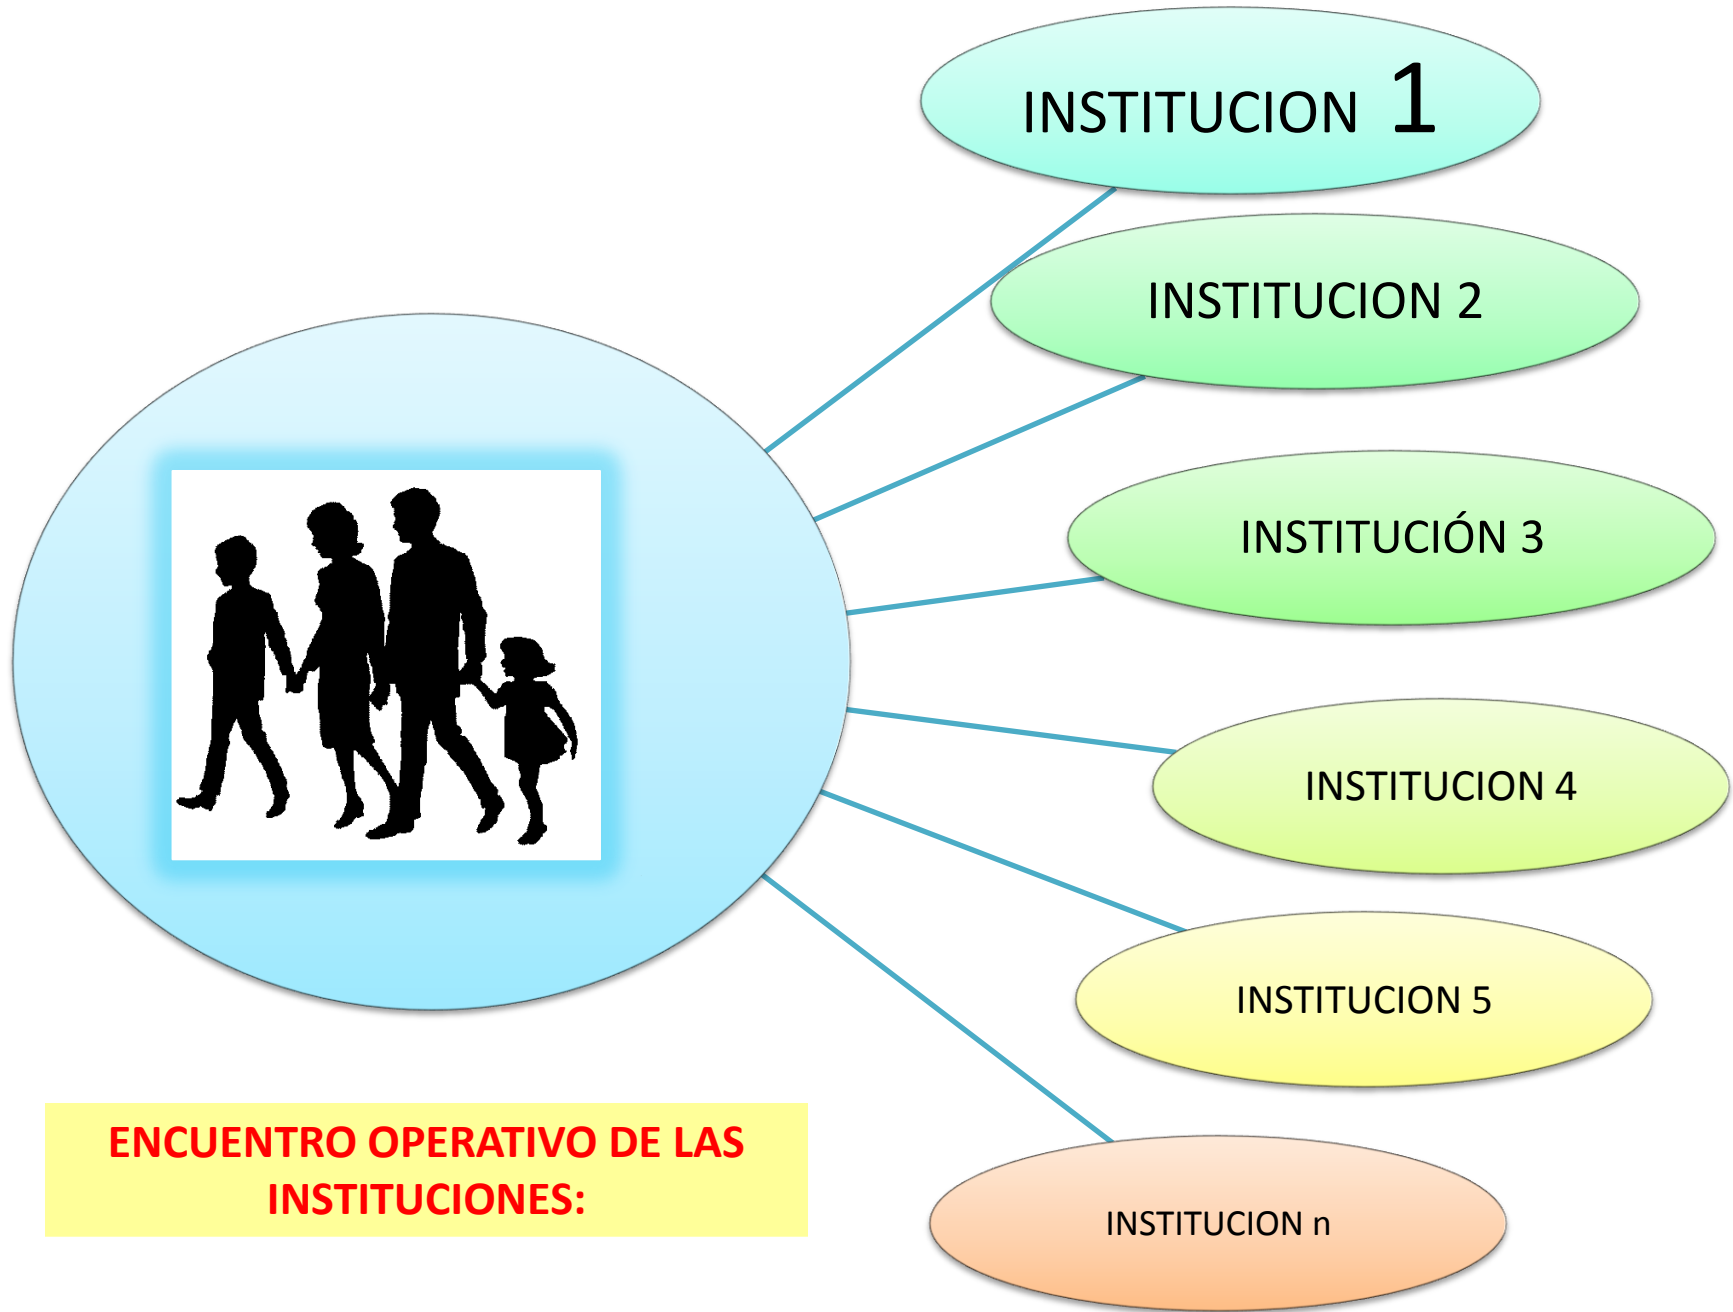 INSTITUCION 1
INSTITUCION 2
INSTITUCIÓN 3
INSTITUCION 4
INSTITUCION 5
INSTITUCION n
ENCUENTRO OPERATIVO DE LAS
INSTITUCIONES: